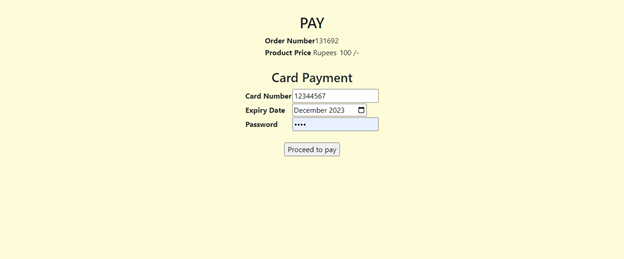 PAY
Order Number131692
Product Price Rupees 100 /-
Card Payment
Card Number 12344567
Expiry Date December 2023
Password ••••
Proceed to pay